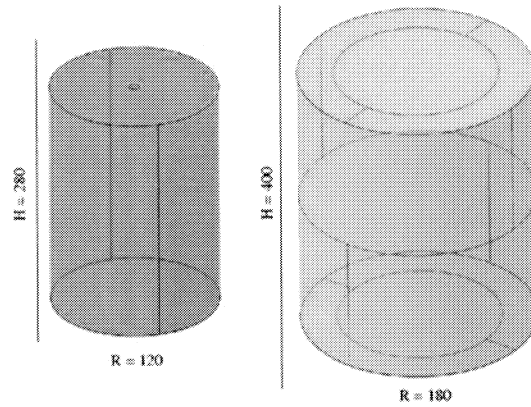 H = 280
R = 120
H = 400
R = 180